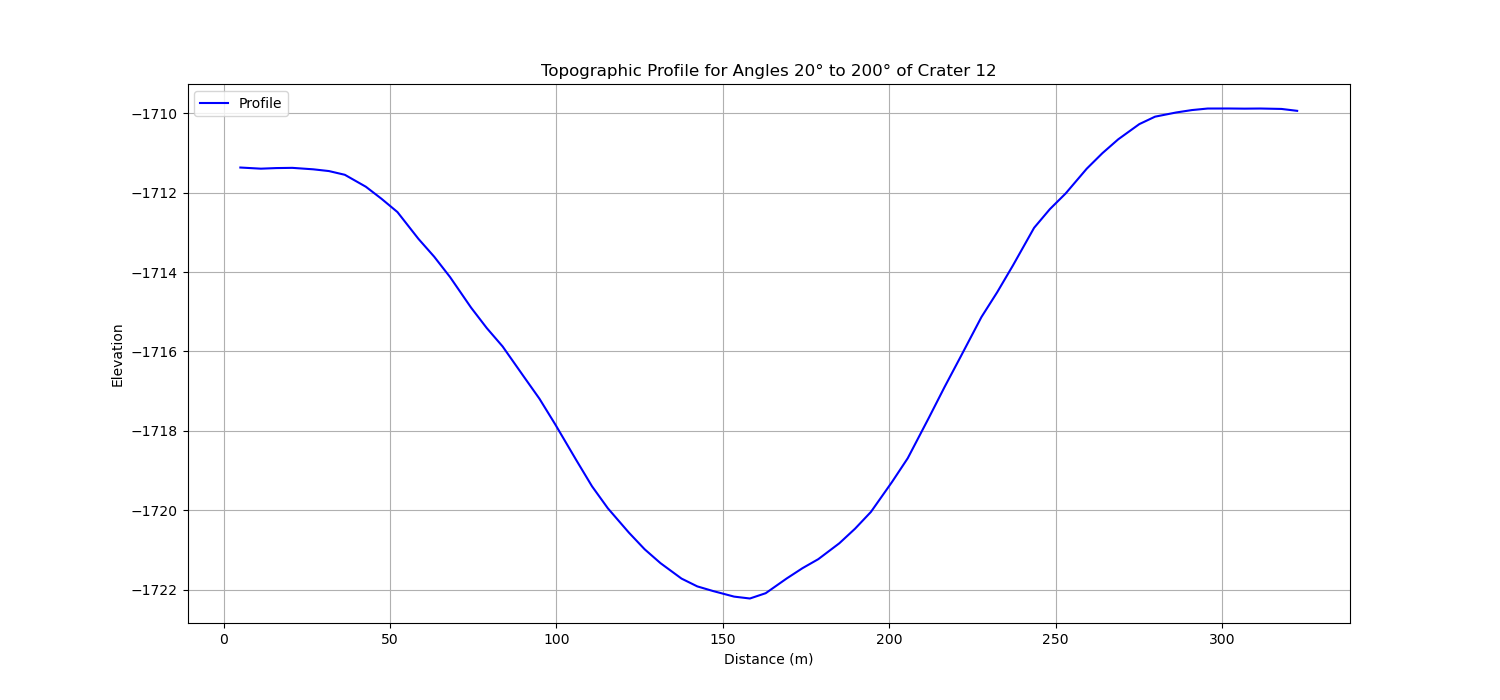 Topographic Profile for Angles 20° to 200° of Crater 12
Profile
−1710
−1712
−1714
−1716
−1718
−1720
−1722
Elevation
0 50 100 150 200 250 300
Distance (m)